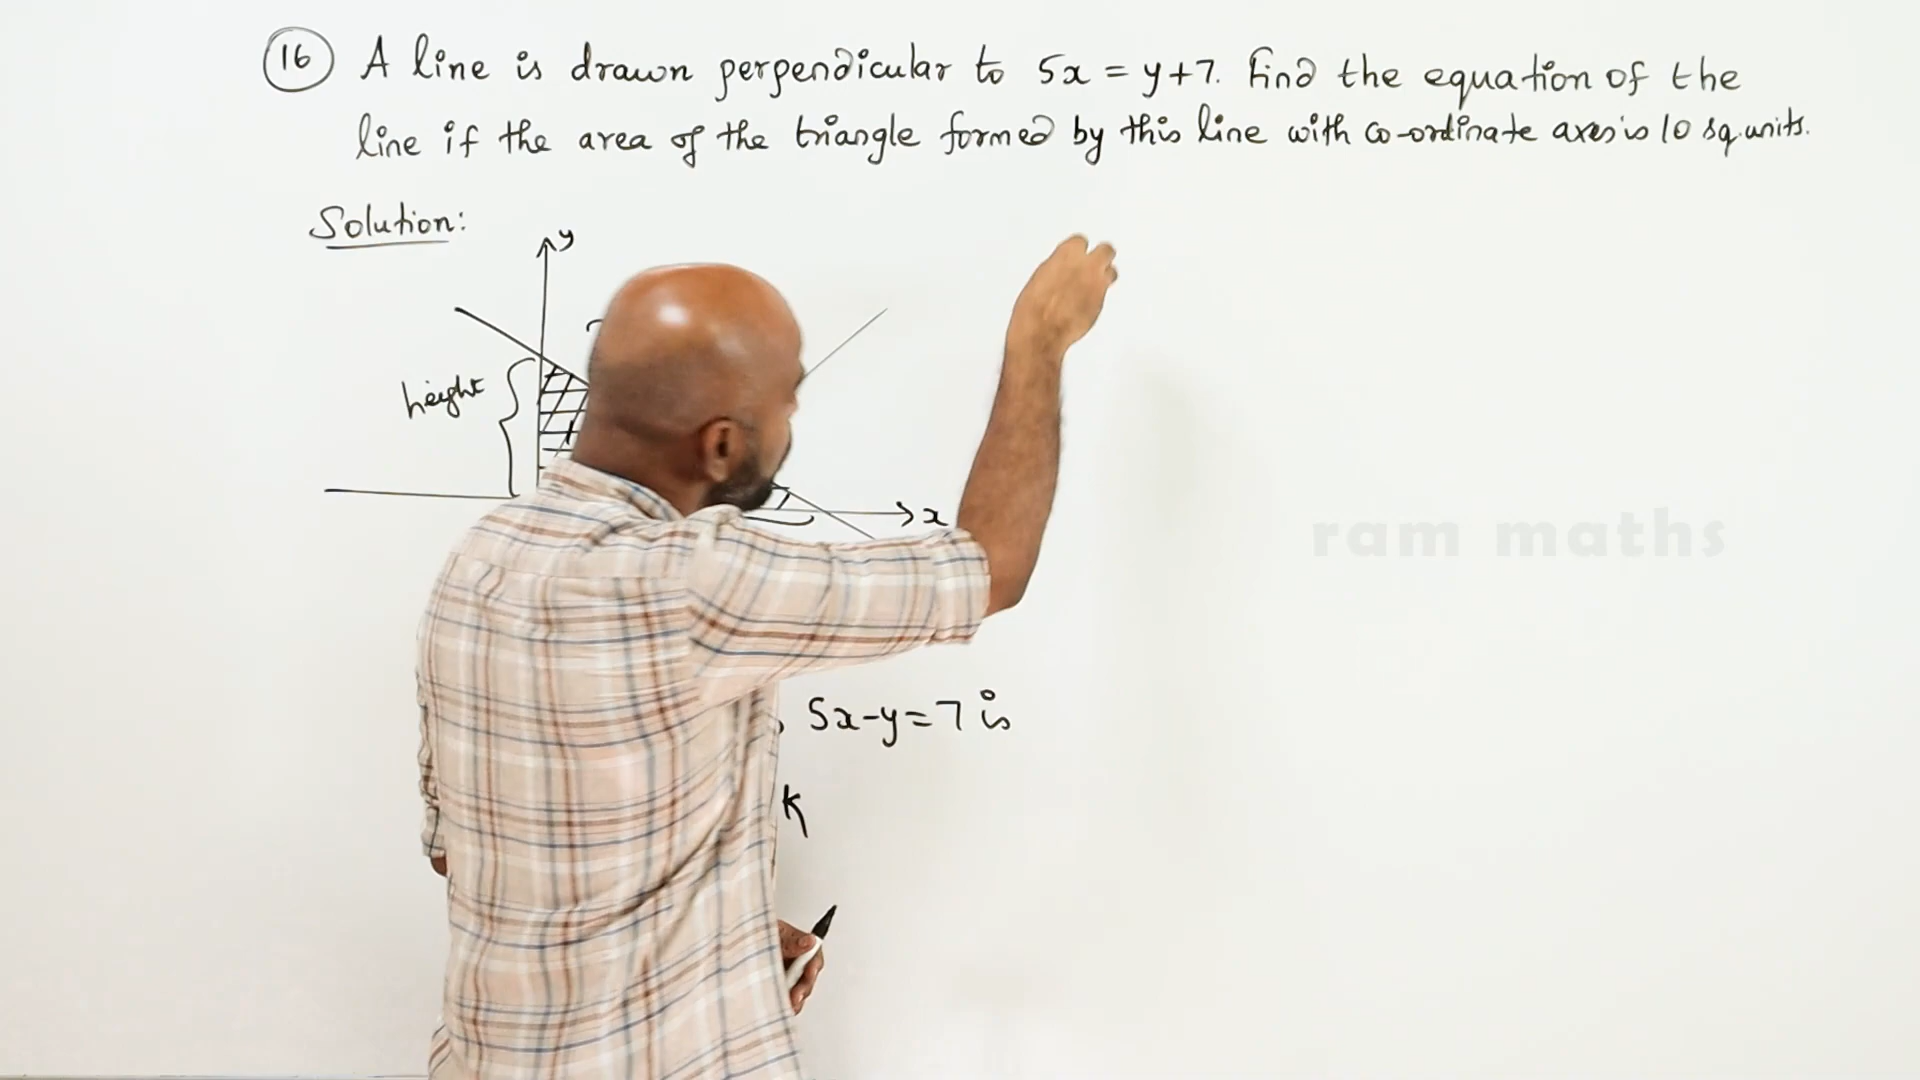 16 A line is drawn perpendicular to 5x = y+7. Find the equation of the
line if the area of the triangle formed by this line with co-ordinate axes is 10 sq.units.
Solution:
y
height
x
ram maths
5x-y=7 is
K